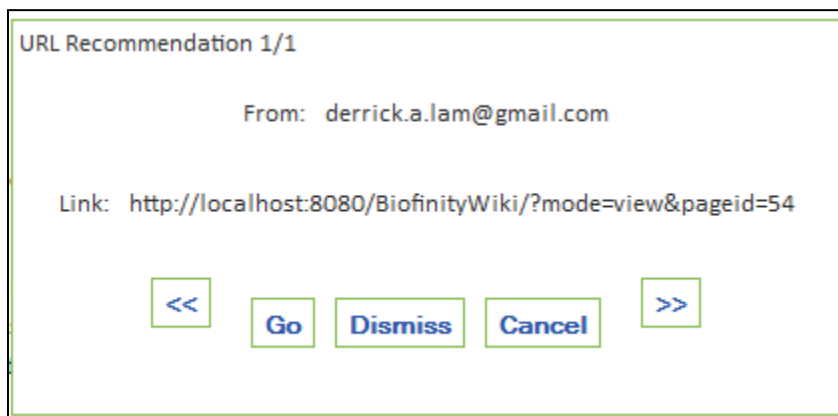 URL Recommendation 1/1
From: derrick.a.lam@gmail.com
Link: http://localhost:8080/BiofinityWiki/?mode=view&pageid=54
<< Go Dismiss Cancel >>